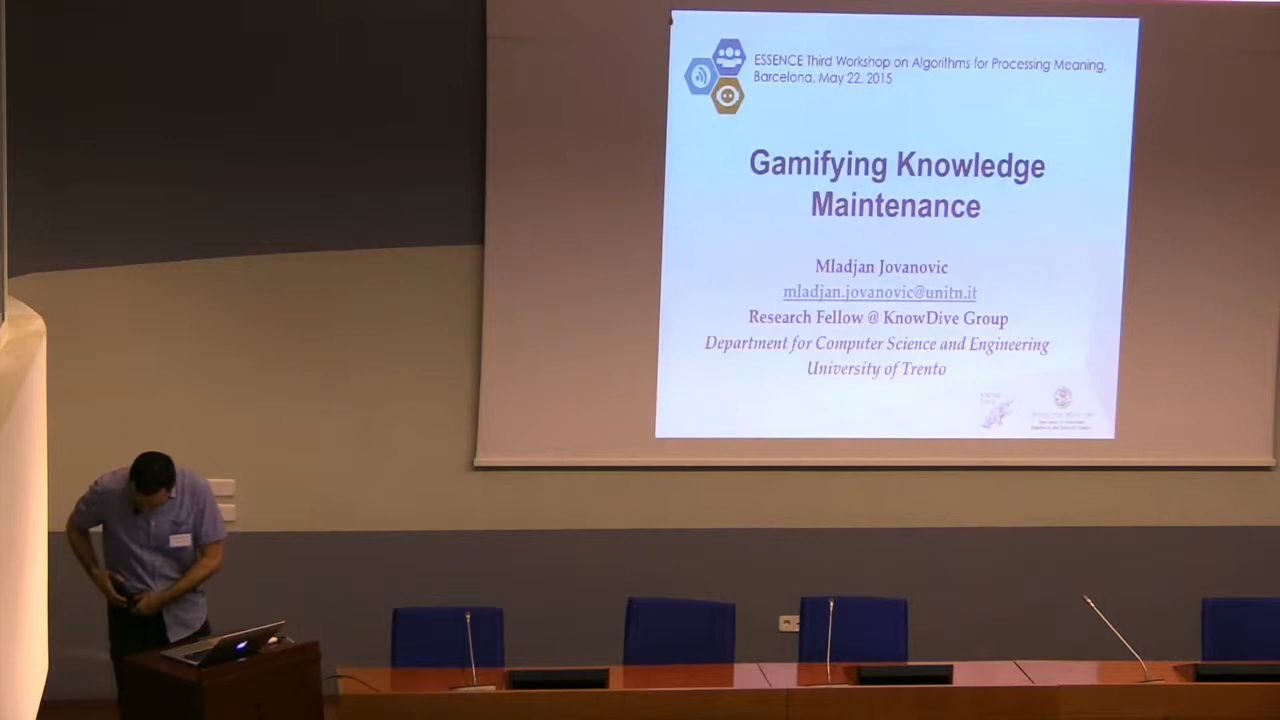 ESSENCE Third Workshop on Algorithms for Processing Meaning,
Barcelona, May 22, 2015
Gamifying Knowledge
Maintenance
Mladjan Jovanovic
mladjan.jovanovic@unitn.it
Research Fellow @ KnowDive Group
Department for Computer Science and Engineering
University of Trento